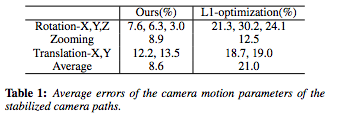 Ours(%) L1-optimization(%)
Rotation-X,Y,Z 7.6, 6.3, 3.0 21.3, 30.2, 24.1
Zooming 8.9 12.5
Translation-X,Y 12.2, 13.5 18.7, 19.0
Average 8.6 21.0
Table 1: Average errors of the camera motion parameters of the
stabilized camera paths.